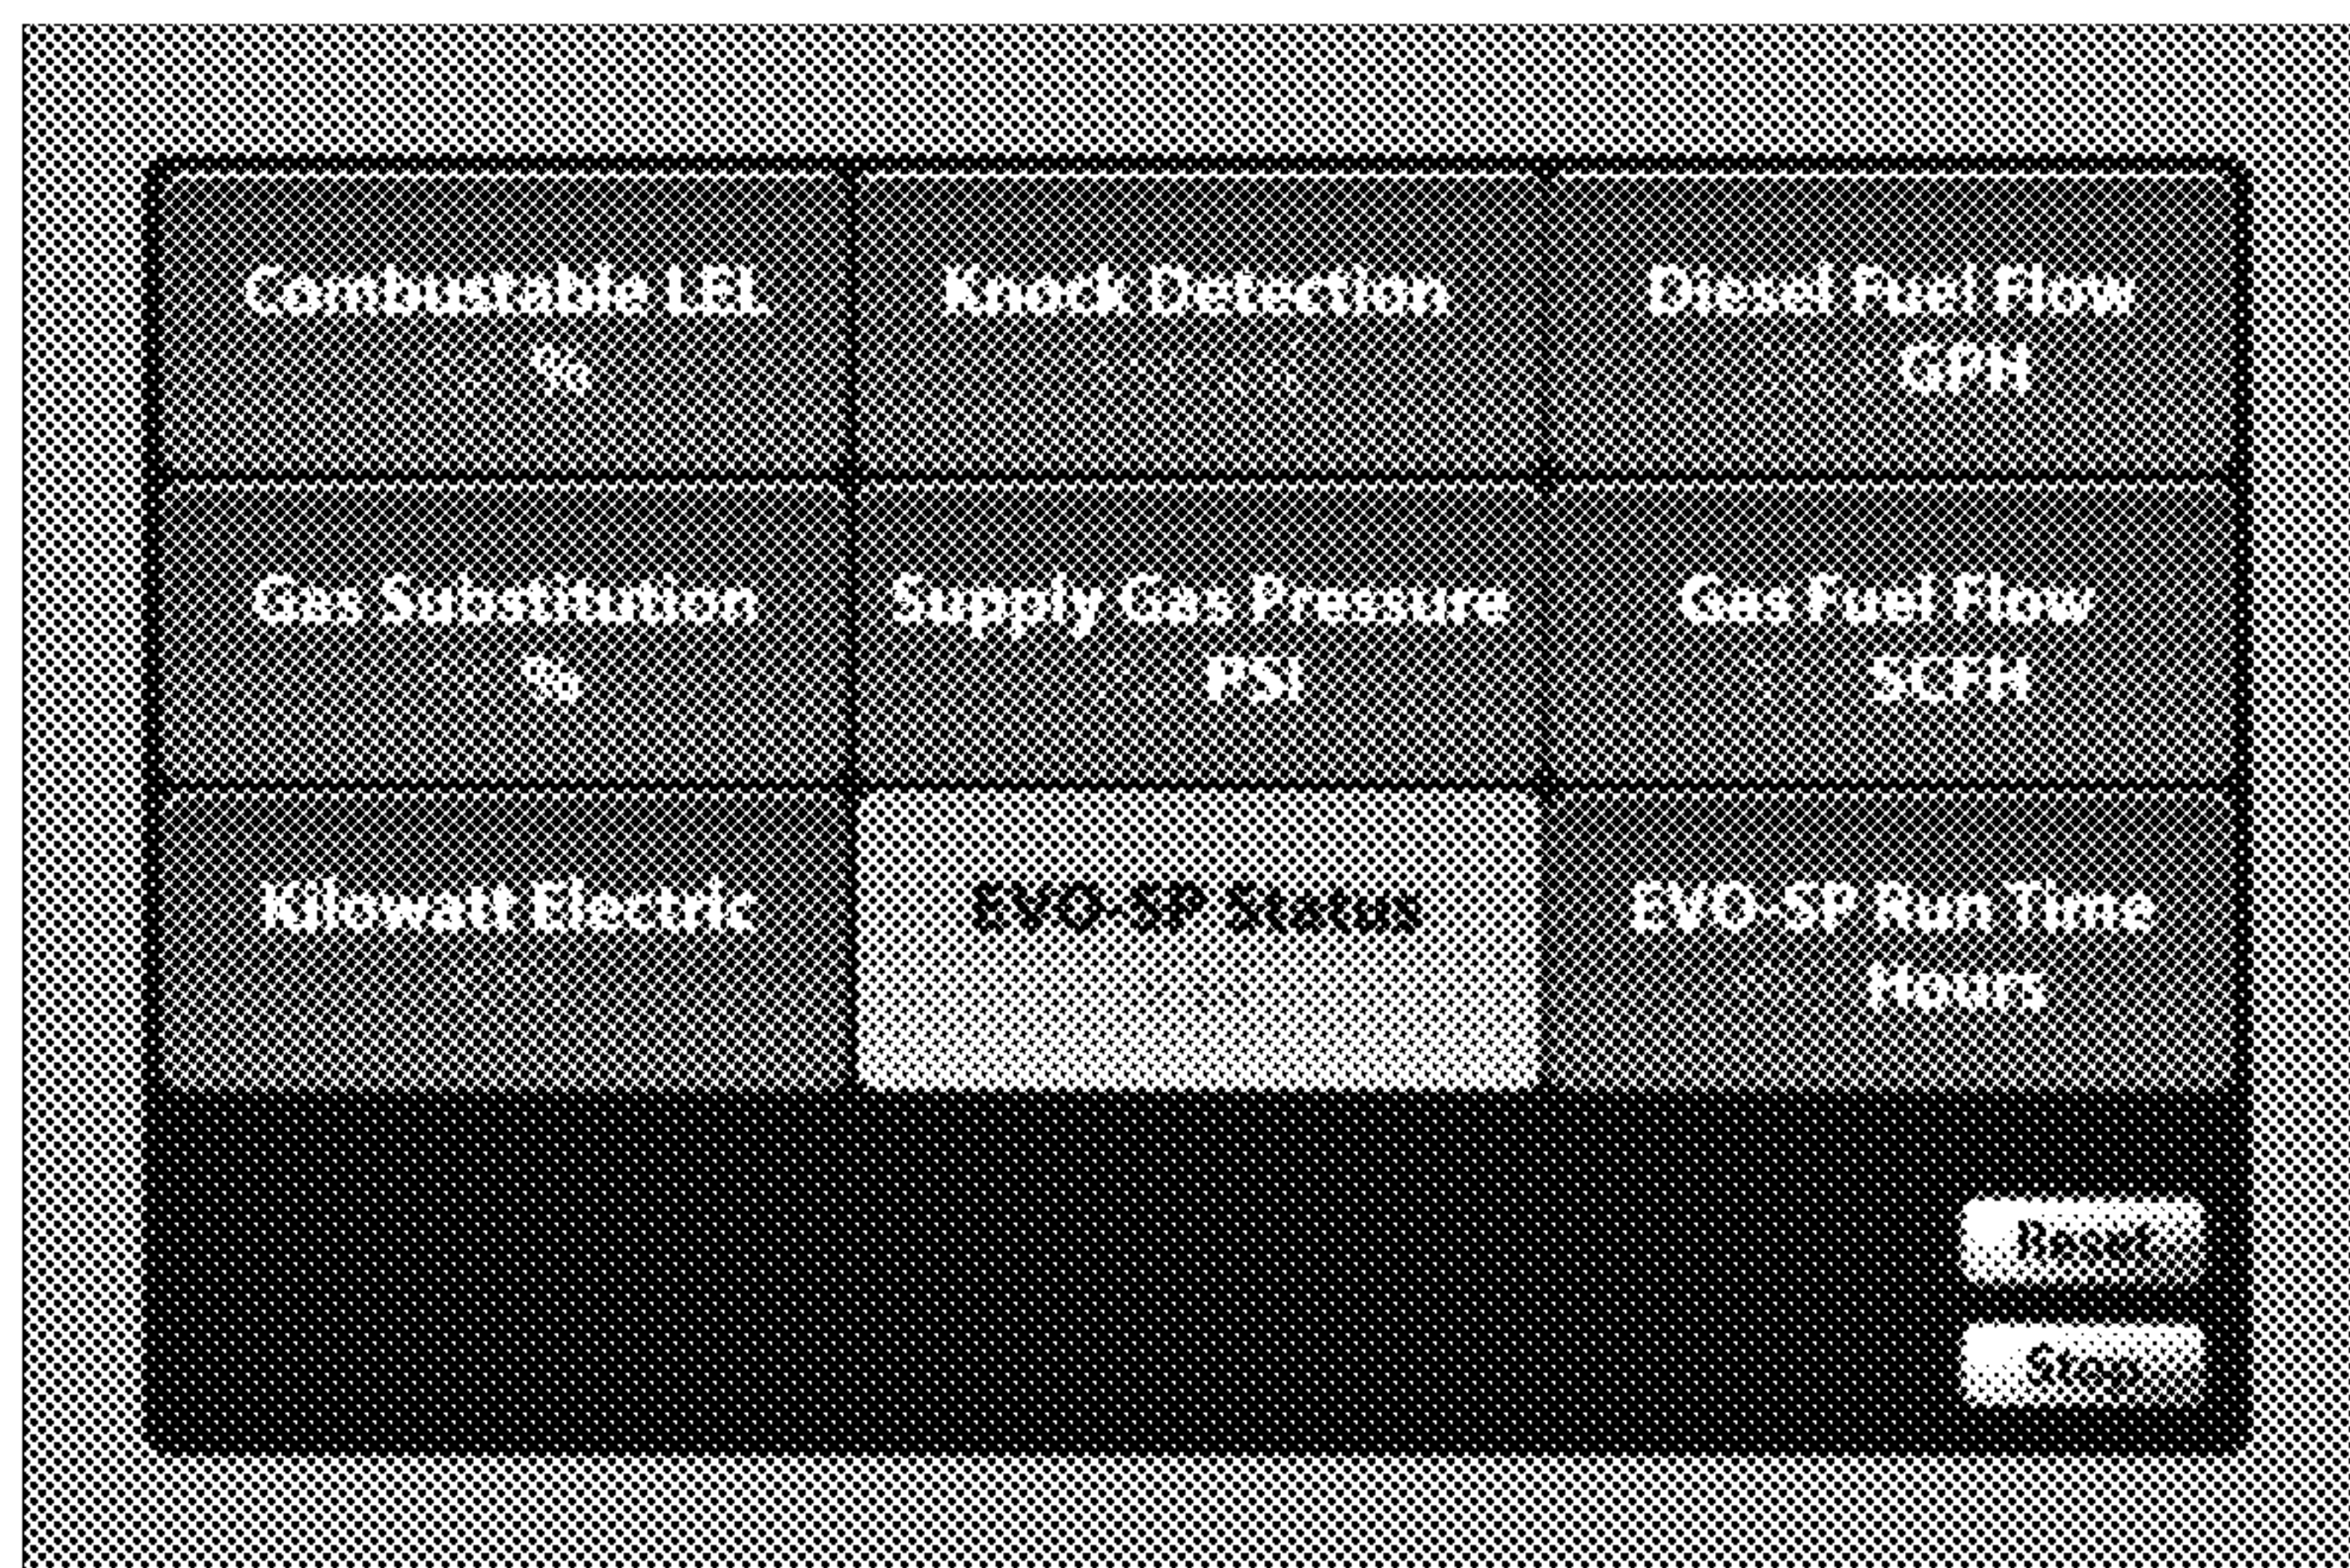 Combustable LEL
%
Knock Detection
Diesel Fuel Flow
GPH
Gas Substitution
%
Supply Gas Pressure
PSI
Gas Fuel Flow
SCFH
Kilowatt Electric
EVO-SP Status
EVO-SP Run Time
Hours
Reset
Stop